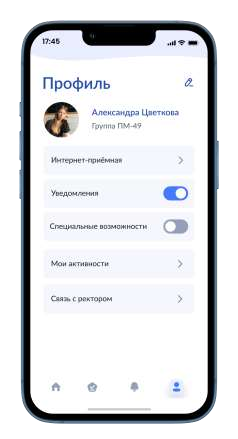 17:45
Профиль
Александра Цветкова
Группа ПМ-49
Интернет-приёмная
Уведомления
Специальные возможности
Мои активности
Связь с ректором